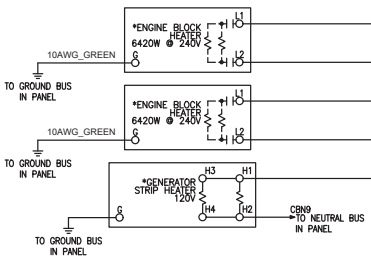 L1
*ENGINE BLOCK
HEATER
6420W @ 240V
10AWG_GREEN
G
L2
TO GROUND BUS
IN PANEL
L1
*ENGINE BLOCK
HEATER
6420W @ 240V
10AWG_GREEN
G
L2
TO GROUND BUS
IN PANEL
H3
H1
*GENERATOR
STRIP HEATER
120V
G
H4
H2
CBN9
TO NEUTRAL BUS
IN PANEL
TO GROUND BUS
IN PANEL